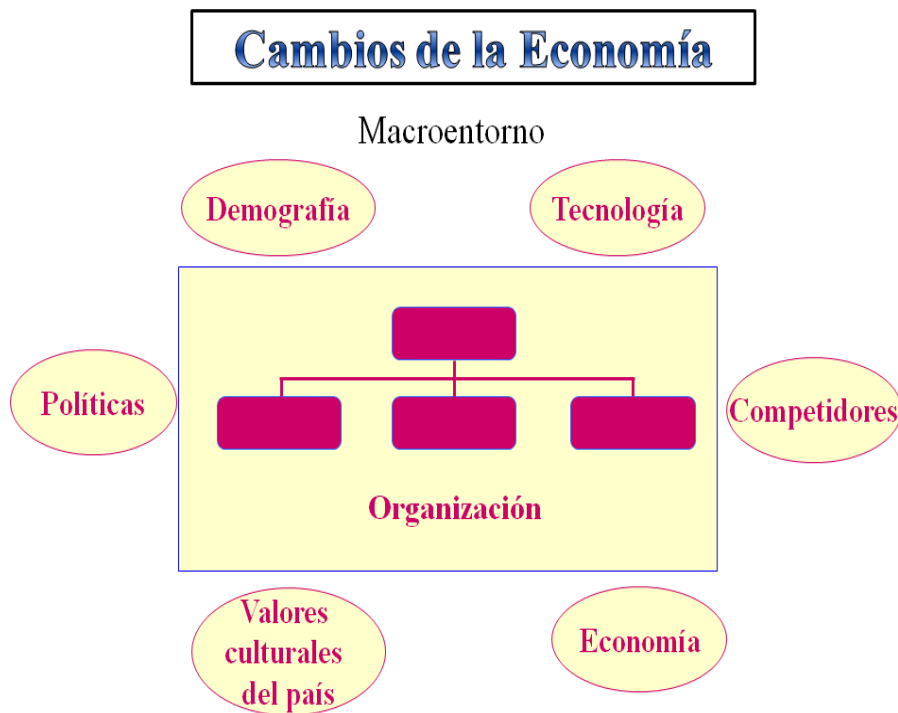 Cambios de la Economía
Macroentorno
Demografía
Tecnología
Políticas
Competidores
Organización
Valores
culturales
del país
Economía